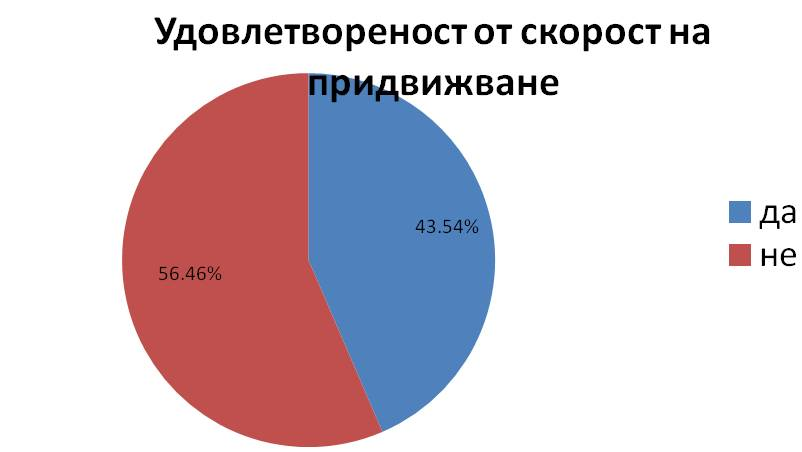 Удовлетвореност от скорост на
придвижване
43.54%
56.46%
да
не